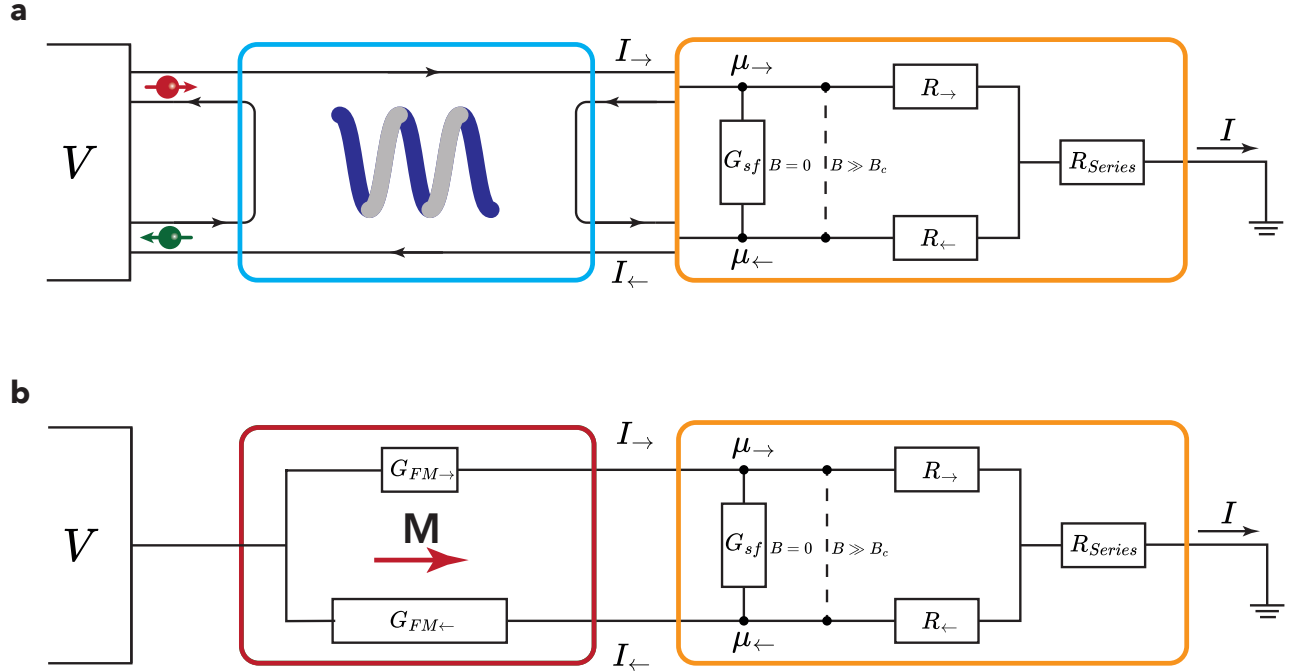 a
I→
μ→
R→
V
G_sf B = 0
B ≫ B_c
R_Series
I
R←
μ←
I←
b
I→
μ→
G_FM→
R→
M
V
G_sf B = 0
B ≫ B_c
R_Series
I
G_FM←
R←
μ←
I←